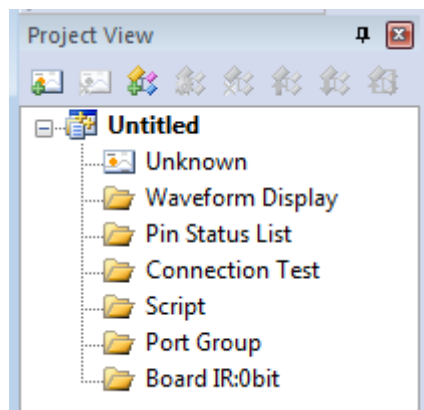 Project View
Untitled
Unknown
Waveform Display
Pin Status List
Connection Test
Script
Port Group
Board IR:0bit